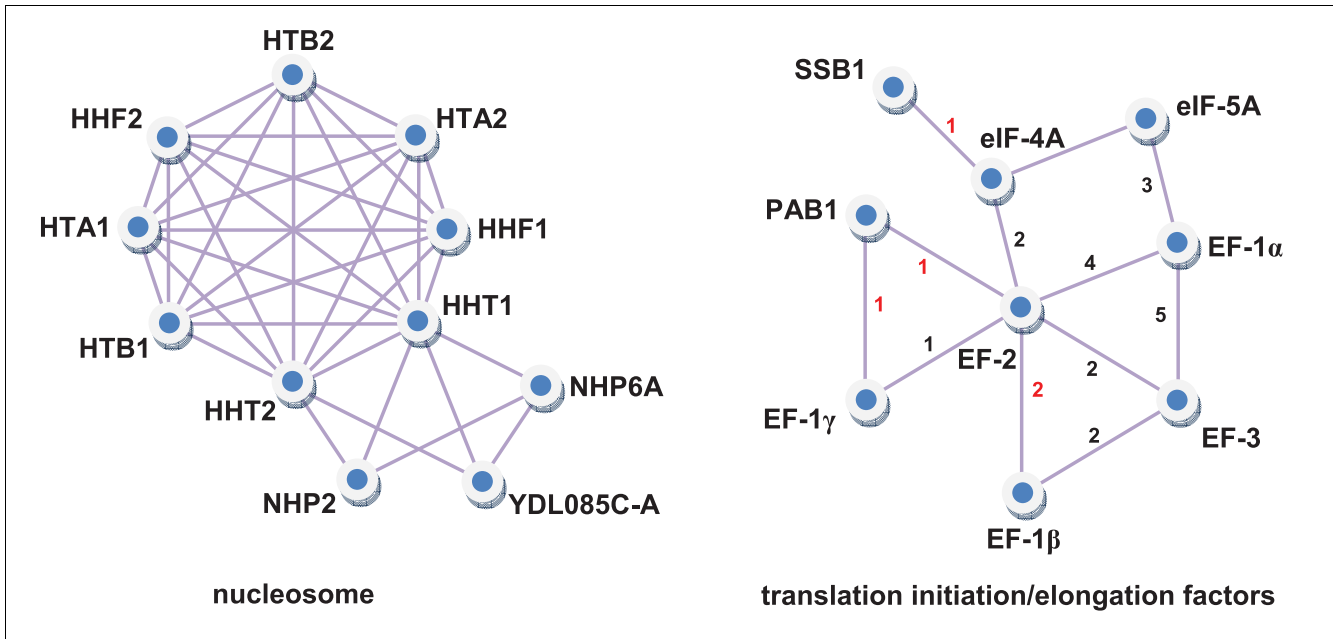 HTB2
HHF2
HTA2
HTA1
HHF1
HTB1
HHT1
HHT2
NHP6A
NHP2
YDL085C-A
nucleosome
SSB1
1
eIF-4A
eIF-5A
3
PAB1
2
EF-1α
1
4
1
5
1
EF-2
2
2
EF-1γ
EF-3
2
EF-1β
translation initiation/elongation factors